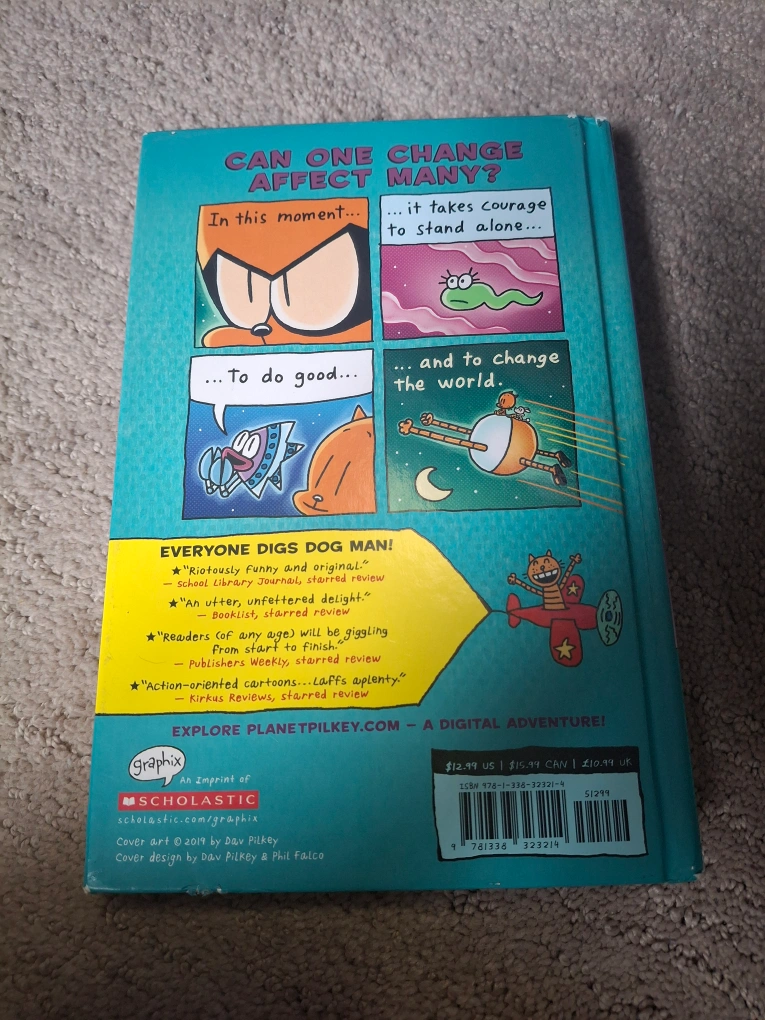 CAN ONE CHANGE
AFFECT MANY?
In this moment...
...it takes courage
to stand alone...
...To do good...
... and to change
the world.
EVERYONE DIGS DOG MAN!
★"Riotously funny and original."
— School Library Journal, starred review
★"An utter, unfettered delight."
— Booklist, starred review
★"Readers (of any age) will be giggling
from start to finish."
— Publishers Weekly, starred review
★"Action-oriented cartoons...Laffs aplenty."
— Kirkus Reviews, starred review
EXPLORE PLANETPILKEY.COM — A DIGITAL ADVENTURE!
graphix
An Imprint of
SCHOLASTIC
scholastic.com/graphix
Cover art © 2019 by Dav Pilkey
Cover design by Dav Pilkey & Phil Falco
$12.99 US | $15.99 CAN | £10.99 UK
ISBN 978-1-338-32321-4
51299
9 781338 323214